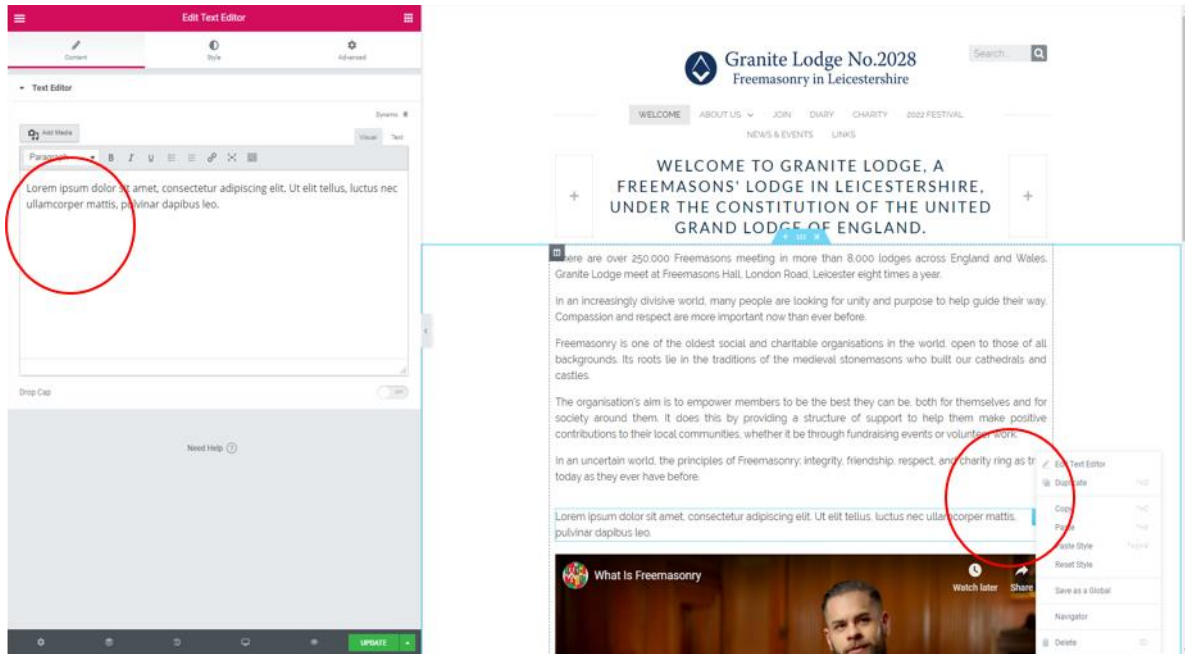 Edit Text Editor
Content
Style
Advanced
Text Editor
Dynamic
Add Media
Visual
Text
Paragraph
B I U
Lorem ipsum dolor sit amet, consectetur adipiscing elit. Ut elit tellus, luctus nec
ullamcorper mattis, pulvinar dapibus leo.
Drop Cap
OFF
Need Help ?
UPDATE
Granite Lodge No.2028
Freemasonry in Leicestershire
Search...
WELCOME ABOUT US JOIN DIARY CHARITY 2022 FESTIVAL
NEWS & EVENTS LINKS
WELCOME TO GRANITE LODGE, A
FREEMASONS' LODGE IN LEICESTERSHIRE,
UNDER THE CONSTITUTION OF THE UNITED
GRAND LODGE OF ENGLAND.
There are over 250,000 Freemasons meeting in more than 8,000 lodges across England and Wales.
Granite Lodge meet at Freemasons Hall, London Road, Leicester eight times a year.
In an increasingly divisive world, many people are looking for unity and purpose to help guide their way.
Compassion and respect are more important now than ever before.
Freemasonry is one of the oldest social and charitable organisations in the world, open to those of all
backgrounds. Its roots lie in the traditions of the medieval stonemasons who built our cathedrals and
castles.
The organisation's aim is to empower members to be the best they can be, both for themselves and for
society around them. It does this by providing a structure of support to help them make positive
contributions to their local communities, whether it be through fundraising events or volunteer work.
In an uncertain world, the principles of Freemasonry; integrity, friendship, respect, and charity ring as tr
today as they ever have before.
Lorem ipsum dolor sit amet, consectetur adipiscing elit. Ut elit tellus, luctus nec ullamcorper mattis,
pulvinar dapibus leo.
What Is Freemasonry
Watch later
Share
Edit Text Editor
Duplicate
Copy
Paste
Paste Style
Reset Style
Save as a Global
Navigator
Delete